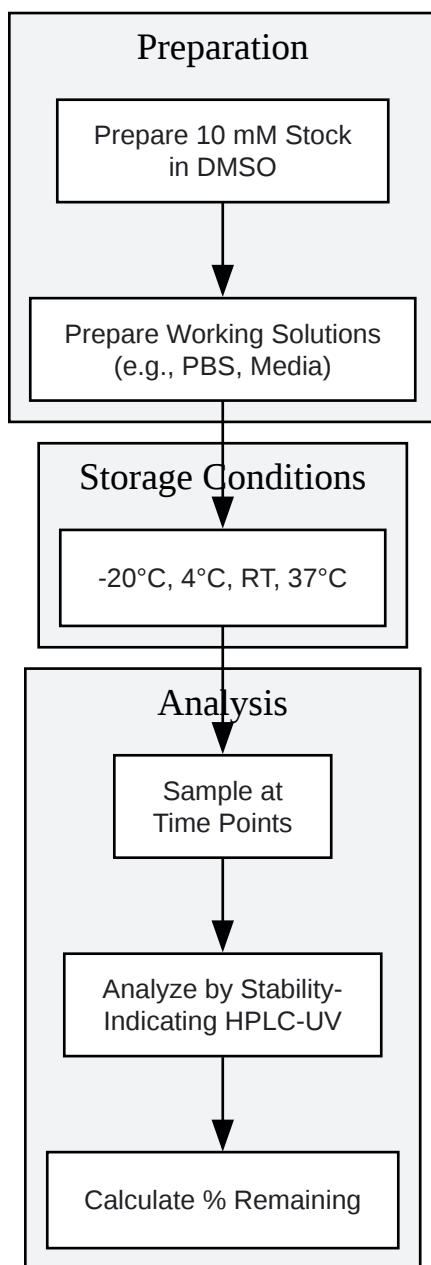 Preparation
Prepare 10 mM Stock
in DMSO
Prepare Working Solutions
(e.g., PBS, Media)
Storage Conditions
-20°C, 4°C, RT, 37°C
Analysis
Sample at
Time Points
Analyze by Stability-
Indicating HPLC-UV
Calculate % Remaining